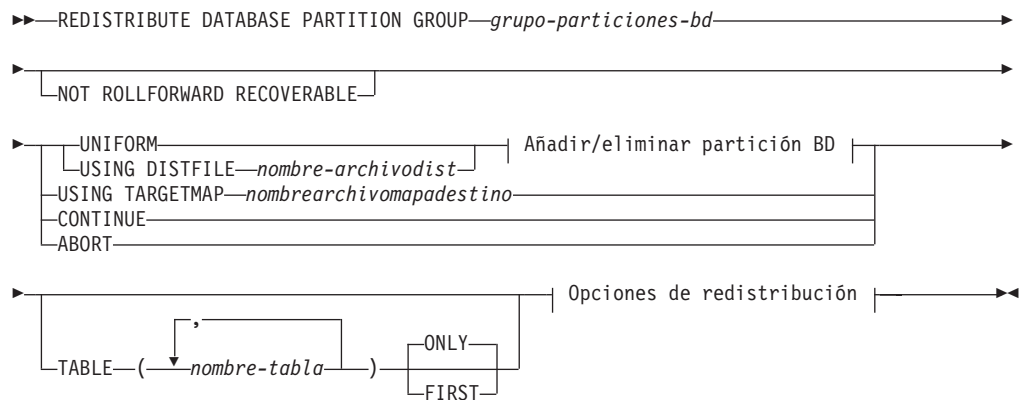 REDISTRIBUTE DATABASE PARTITION GROUP grupo-particiones-bd
NOT ROLLFORWARD RECOVERABLE
UNIFORM Añadir/eliminar partición BD
USING DISTFILE nombre-archivodist
USING TARGETMAP nombrearchivomapadestino
CONTINUE
ABORT
Opciones de redistribución
,
ONLY
TABLE ( nombre-tabla )
FIRST